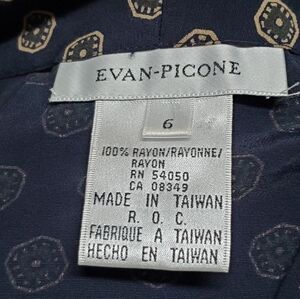 EVAN-PICONE
6
100% RAYON/RAYONNE/
RAYON
RN 54050
CA 08349
MADE IN TAIWAN
R. O. C.
FABRIQUE A TAIWAN
HECHO EN TAIWAN